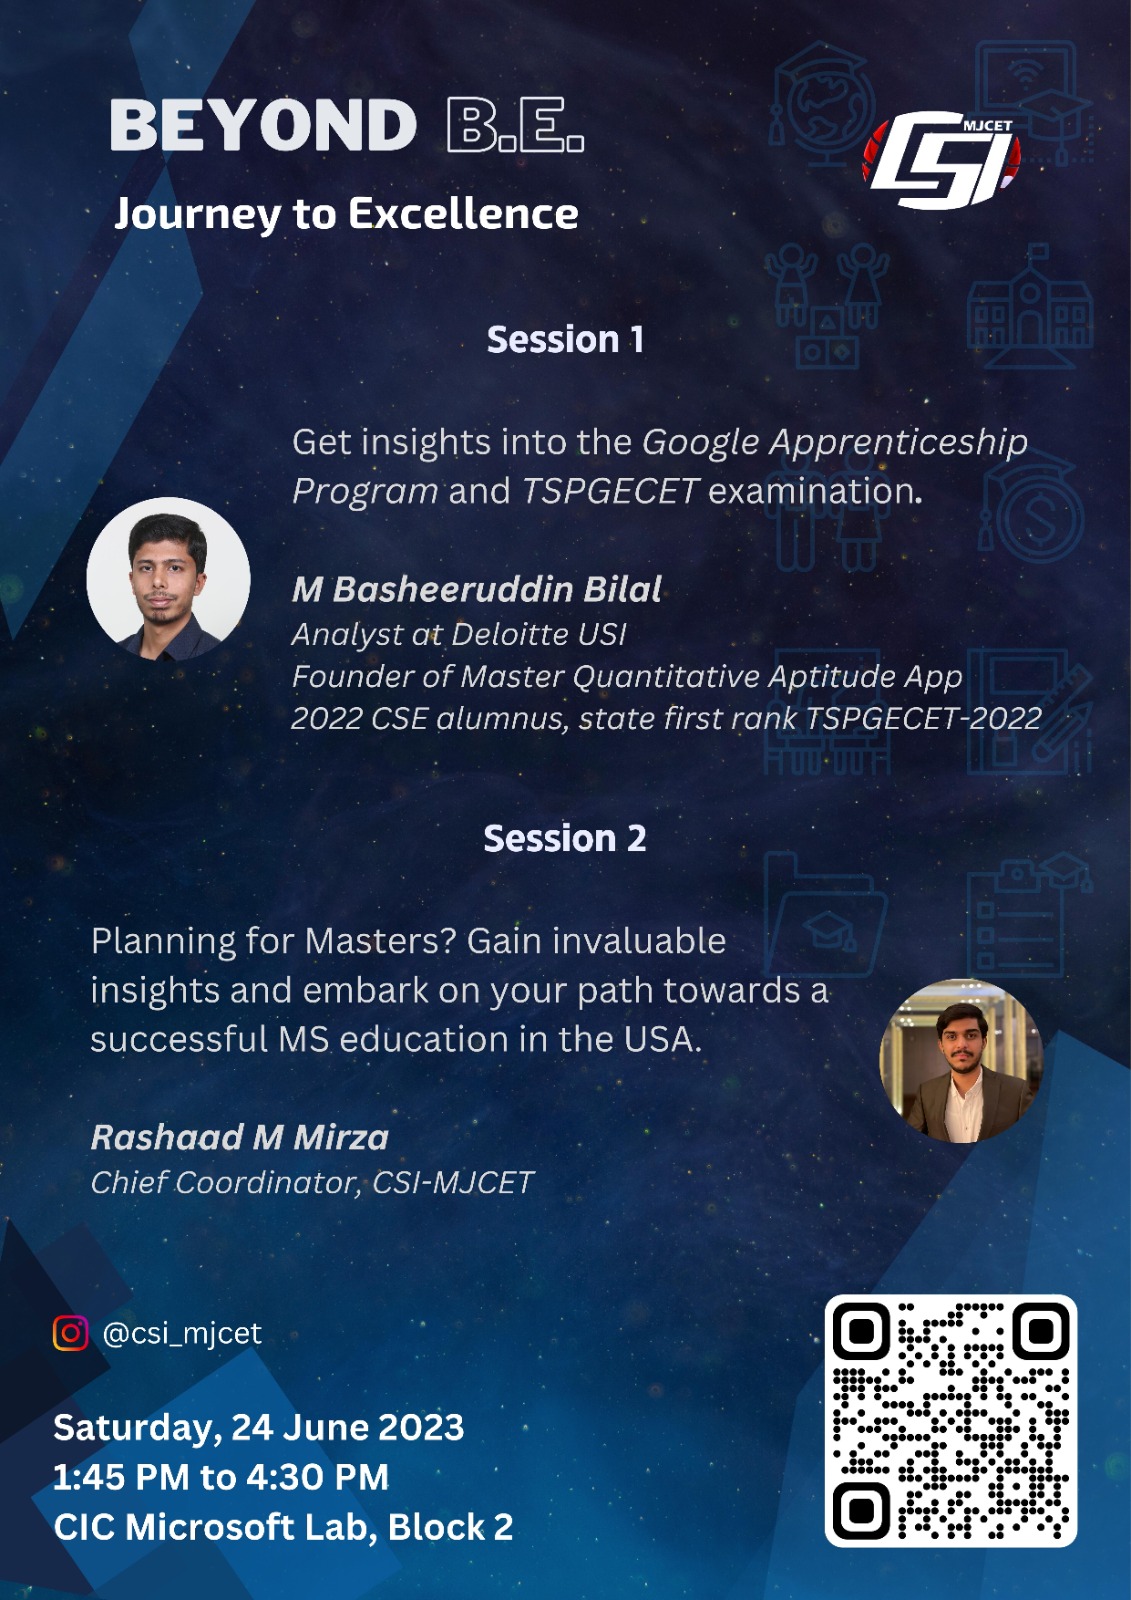 BEYOND B.E.
Journey to Excellence
MJCET
CSI
Session 1
Get insights into the Google Apprenticeship
Program and TSPGECET examination.
M Basheeruddin Bilal
Analyst at Deloitte USI
Founder of Master Quantitative Aptitude App
2022 CSE alumnus, state first rank TSPGECET-2022
Session 2
Planning for Masters? Gain invaluable
insights and embark on your path towards a
successful MS education in the USA.
Rashaad M Mirza
Chief Coordinator, CSI-MJCET
@csi_mjcet
Saturday, 24 June 2023
1:45 PM to 4:30 PM
CIC Microsoft Lab, Block 2